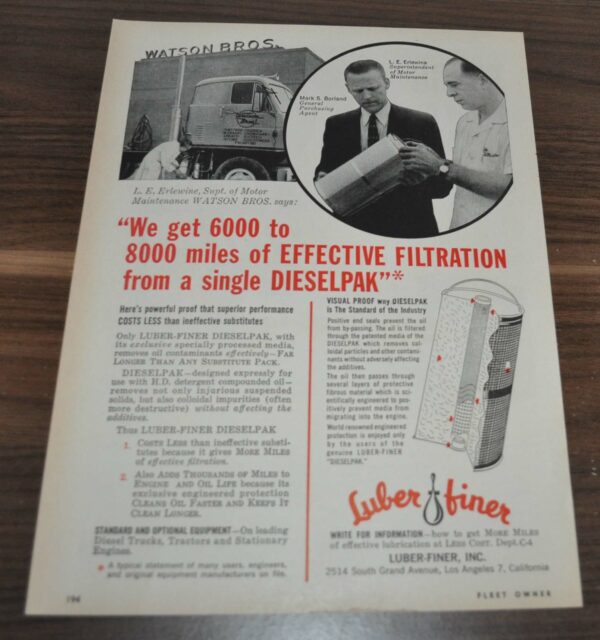 WATSON BROS.
L. E. Erlewine
Superintendent
of Motor
Maintenance
Mark S. Borland
General
Purchasing
Agent
L. E. Erlewine, Supt. of Motor
Maintenance WATSON BROS. says:
"We get 6000 to
8000 miles of EFFECTIVE FILTRATION
from a single DIESELPAK"*
Here's powerful proof that superior performance
COSTS LESS than ineffective substitutes
Only LUBER-FINER DIESELPAK, with
its exclusive specially processed media,
removes oil contaminants effectively—FAR
LONGER THAN ANY SUBSTITUTE PACK.
DIESELPAK—designed expressly for
use with H.D. detergent compounded oil—
removes not only injurious suspended
solids, but also colloidal impurities (often
more destructive) without affecting the
additives.
Thus LUBER-FINER DIESELPAK
1. COSTS LESS than ineffective substi-
tutes because it gives MORE MILES
of effective filtration.
2. Also ADDS THOUSANDS OF MILES to
ENGINE AND OIL LIFE because its
exclusive engineered protection
CLEANS OIL FASTER AND KEEPS IT
CLEAN LONGER.
STANDARD AND OPTIONAL EQUIPMENT—On leading
Diesel Trucks, Tractors and Stationary
Engines.
* A typical statement of many users, engineers,
and original equipment manufacturers on file.
VISUAL PROOF why DIESELPAK
is The Standard of the Industry
Positive end seals prevent the oil
from by-passing. The oil is filtered
through the patented media of the
DIESELPAK which removes col-
loidal particles and other contami-
nants without adversely affecting
the additives.
The oil then passes through
several layers of protective
fibrous material which is sci-
entifically engineered to pos-
itively prevent media from
migrating into the engine.
World renowned engineered
protection is enjoyed only
by the users of the
genuine LUBER-FINER
"DIESELPAK."
Luber finer
WRITE FOR INFORMATION—how to get MORE MILES
of effective lubrication at LESS COST. Dept. C-4
LUBER-FINER, INC.
2514 South Grand Avenue, Los Angeles 7, California
194
FLEET OWNER